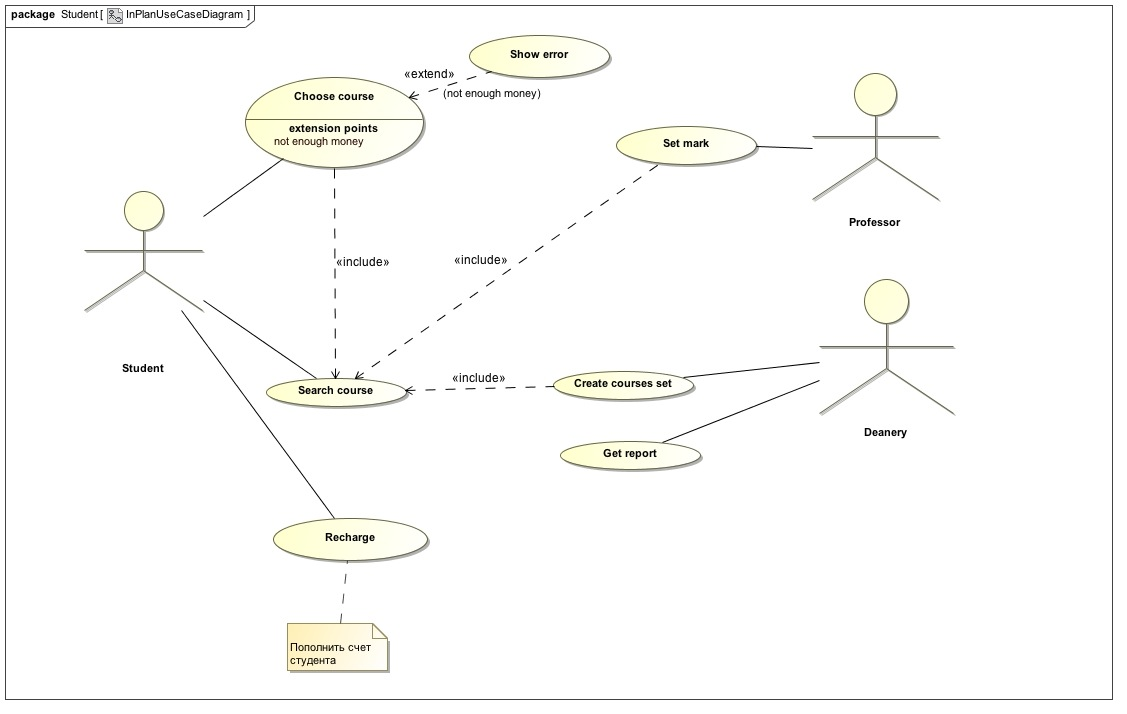 package Student [ InPlanUseCaseDiagram ]
Show error
«extend»
(not enough money)
Choose course
extension points
not enough money
Set mark
Professor
«include»
«include»
Student
Search course
«include»
Create courses set
Deanery
Get report
Recharge
Пополнить счет
студента